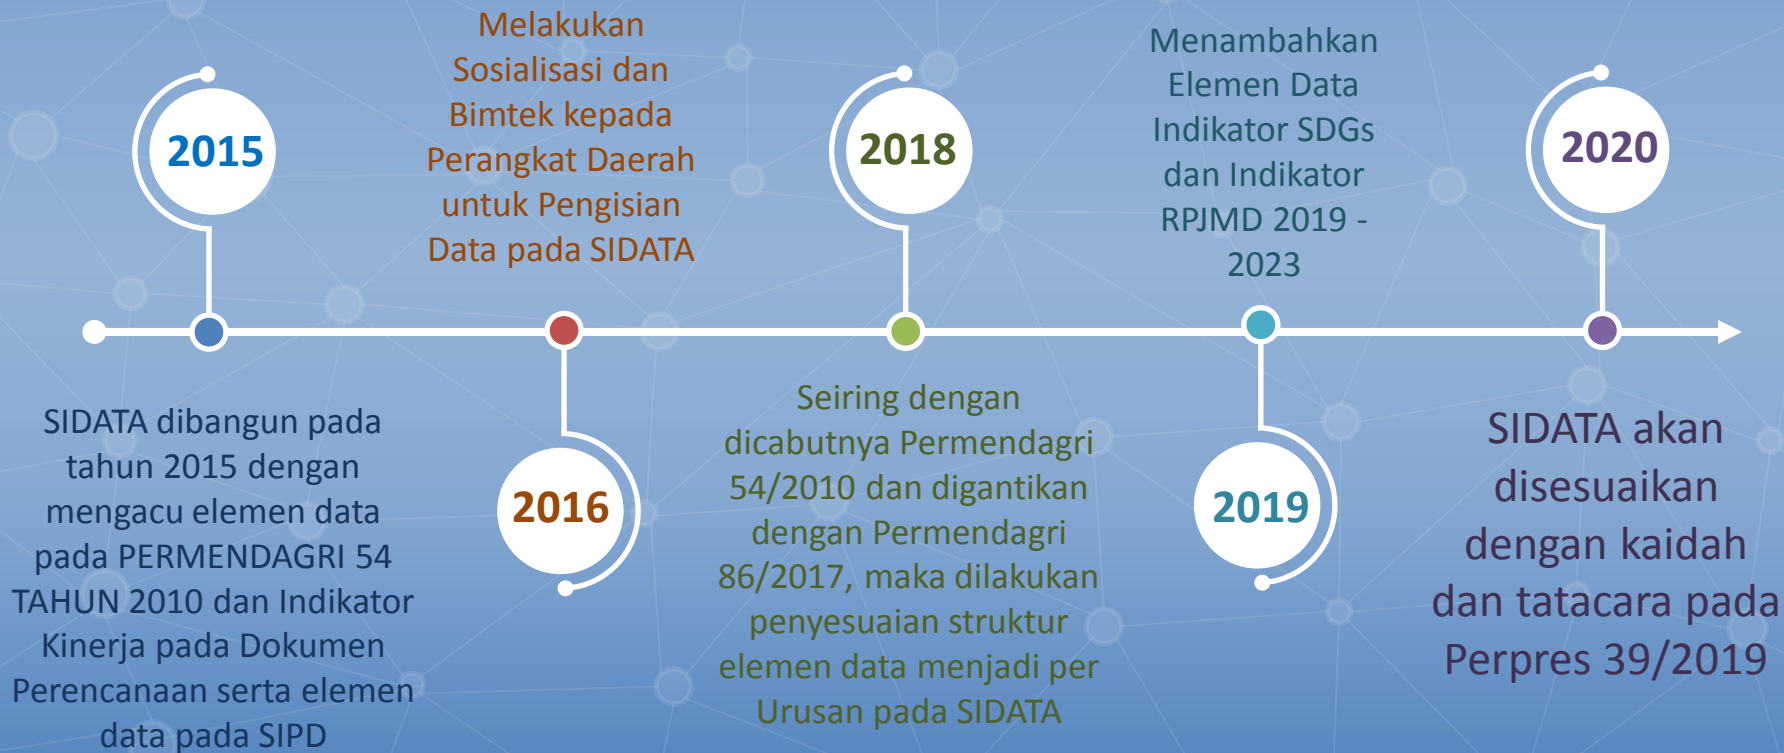 2015
SIDATA dibangun pada
tahun 2015 dengan
mengacu elemen data
pada PERMENDAGRI 54
TAHUN 2010 dan Indikator
Kinerja pada Dokumen
Perencanaan serta elemen
data pada SIPD
Melakukan
Sosialisasi dan
Bimtek kepada
Perangkat Daerah
untuk Pengisian
Data pada SIDATA
2016
2018
Seiring dengan
dicabutnya Permendagri
54/2010 dan digantikan
dengan Permendagri
86/2017, maka dilakukan
penyesuaian struktur
elemen data menjadi per
Urusan pada SIDATA
Menambahkan
Elemen Data
Indikator SDGs
dan Indikator
RPJMD 2019 -
2023
2019
2020
SIDATA akan
disesuaikan
dengan kaidah
dan tatacara pada
Perpres 39/2019